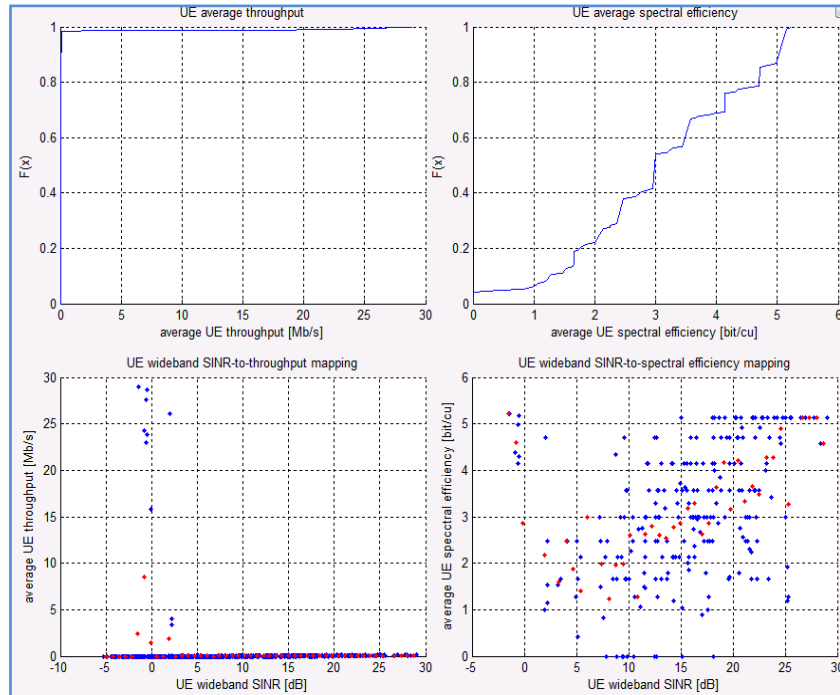 UE average throughput
1
0.8
0.6
0.4
0.2
0
F(x)
0 5 10 15 20 25 30
average UE throughput [Mb/s]
UE average spectral efficiency
1
0.8
0.6
0.4
0.2
0
F(x)
0 1 2 3 4 5 6
average UE spectral efficiency [bit/cu]
UE wideband SINR-to-throughput mapping
30
25
20
15
10
5
0
average UE throughput [Mb/s]
-10 -5 0 5 10 15 20 25 30
UE wideband SINR [dB]
UE wideband SINR-to-spectral efficiency mapping
6
5
4
3
2
1
0
average UE specctral efficiency [bit/cu]
-5 0 5 10 15 20 25 30
UE wideband SINR [dB]